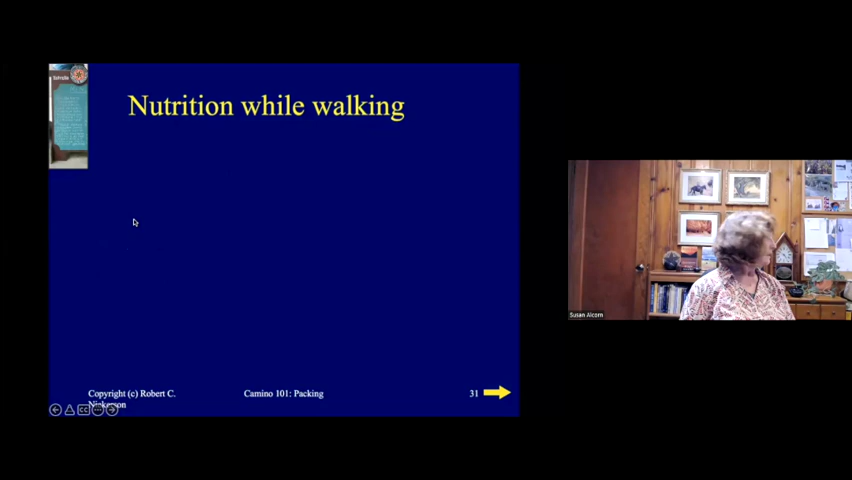 Nutrition while walking
Copyright (c) Robert C.
Nickerson
Camino 101: Packing
31
Susan Alcorn